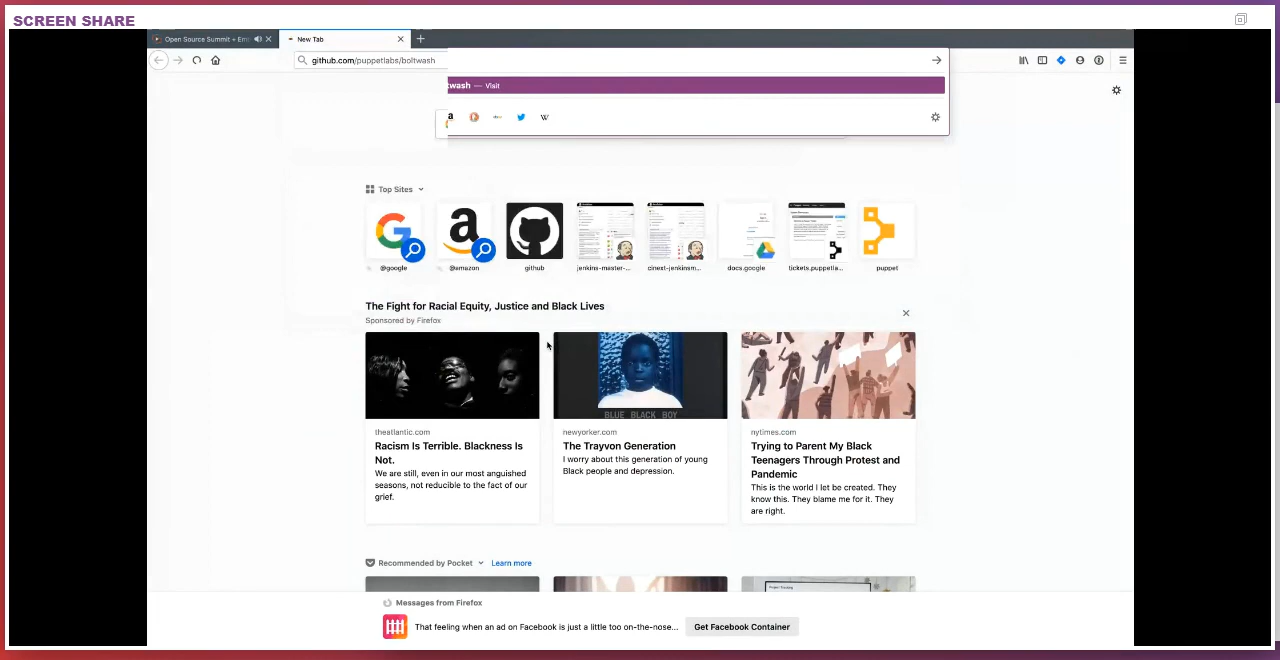 SCREEN SHARE
Open Source Summit + Em
New Tab
github.com/puppetlabs/boltwash
twash — Visit
Top Sites
@google
@amazon
github
jenkins-master-...
cinext-jenkinsm...
docs.google
tickets.puppetla...
puppet
The Fight for Racial Equity, Justice and Black Lives
Sponsored by Firefox
BLUE BLACK BOY
theatlantic.com
Racism Is Terrible. Blackness Is
Not.
We are still, even in our most anguished
seasons, not reducible to the fact of our
grief.
newyorker.com
The Trayvon Generation
I worry about this generation of young
Black people and depression.
nytimes.com
Trying to Parent My Black
Teenagers Through Protest and
Pandemic
This is the world I let be created. They
know this. They blame me for it. They
are right.
Recommended by Pocket
Learn more
Messages from Firefox
That feeling when an ad on Facebook is just a little too on-the-nose...
Get Facebook Container